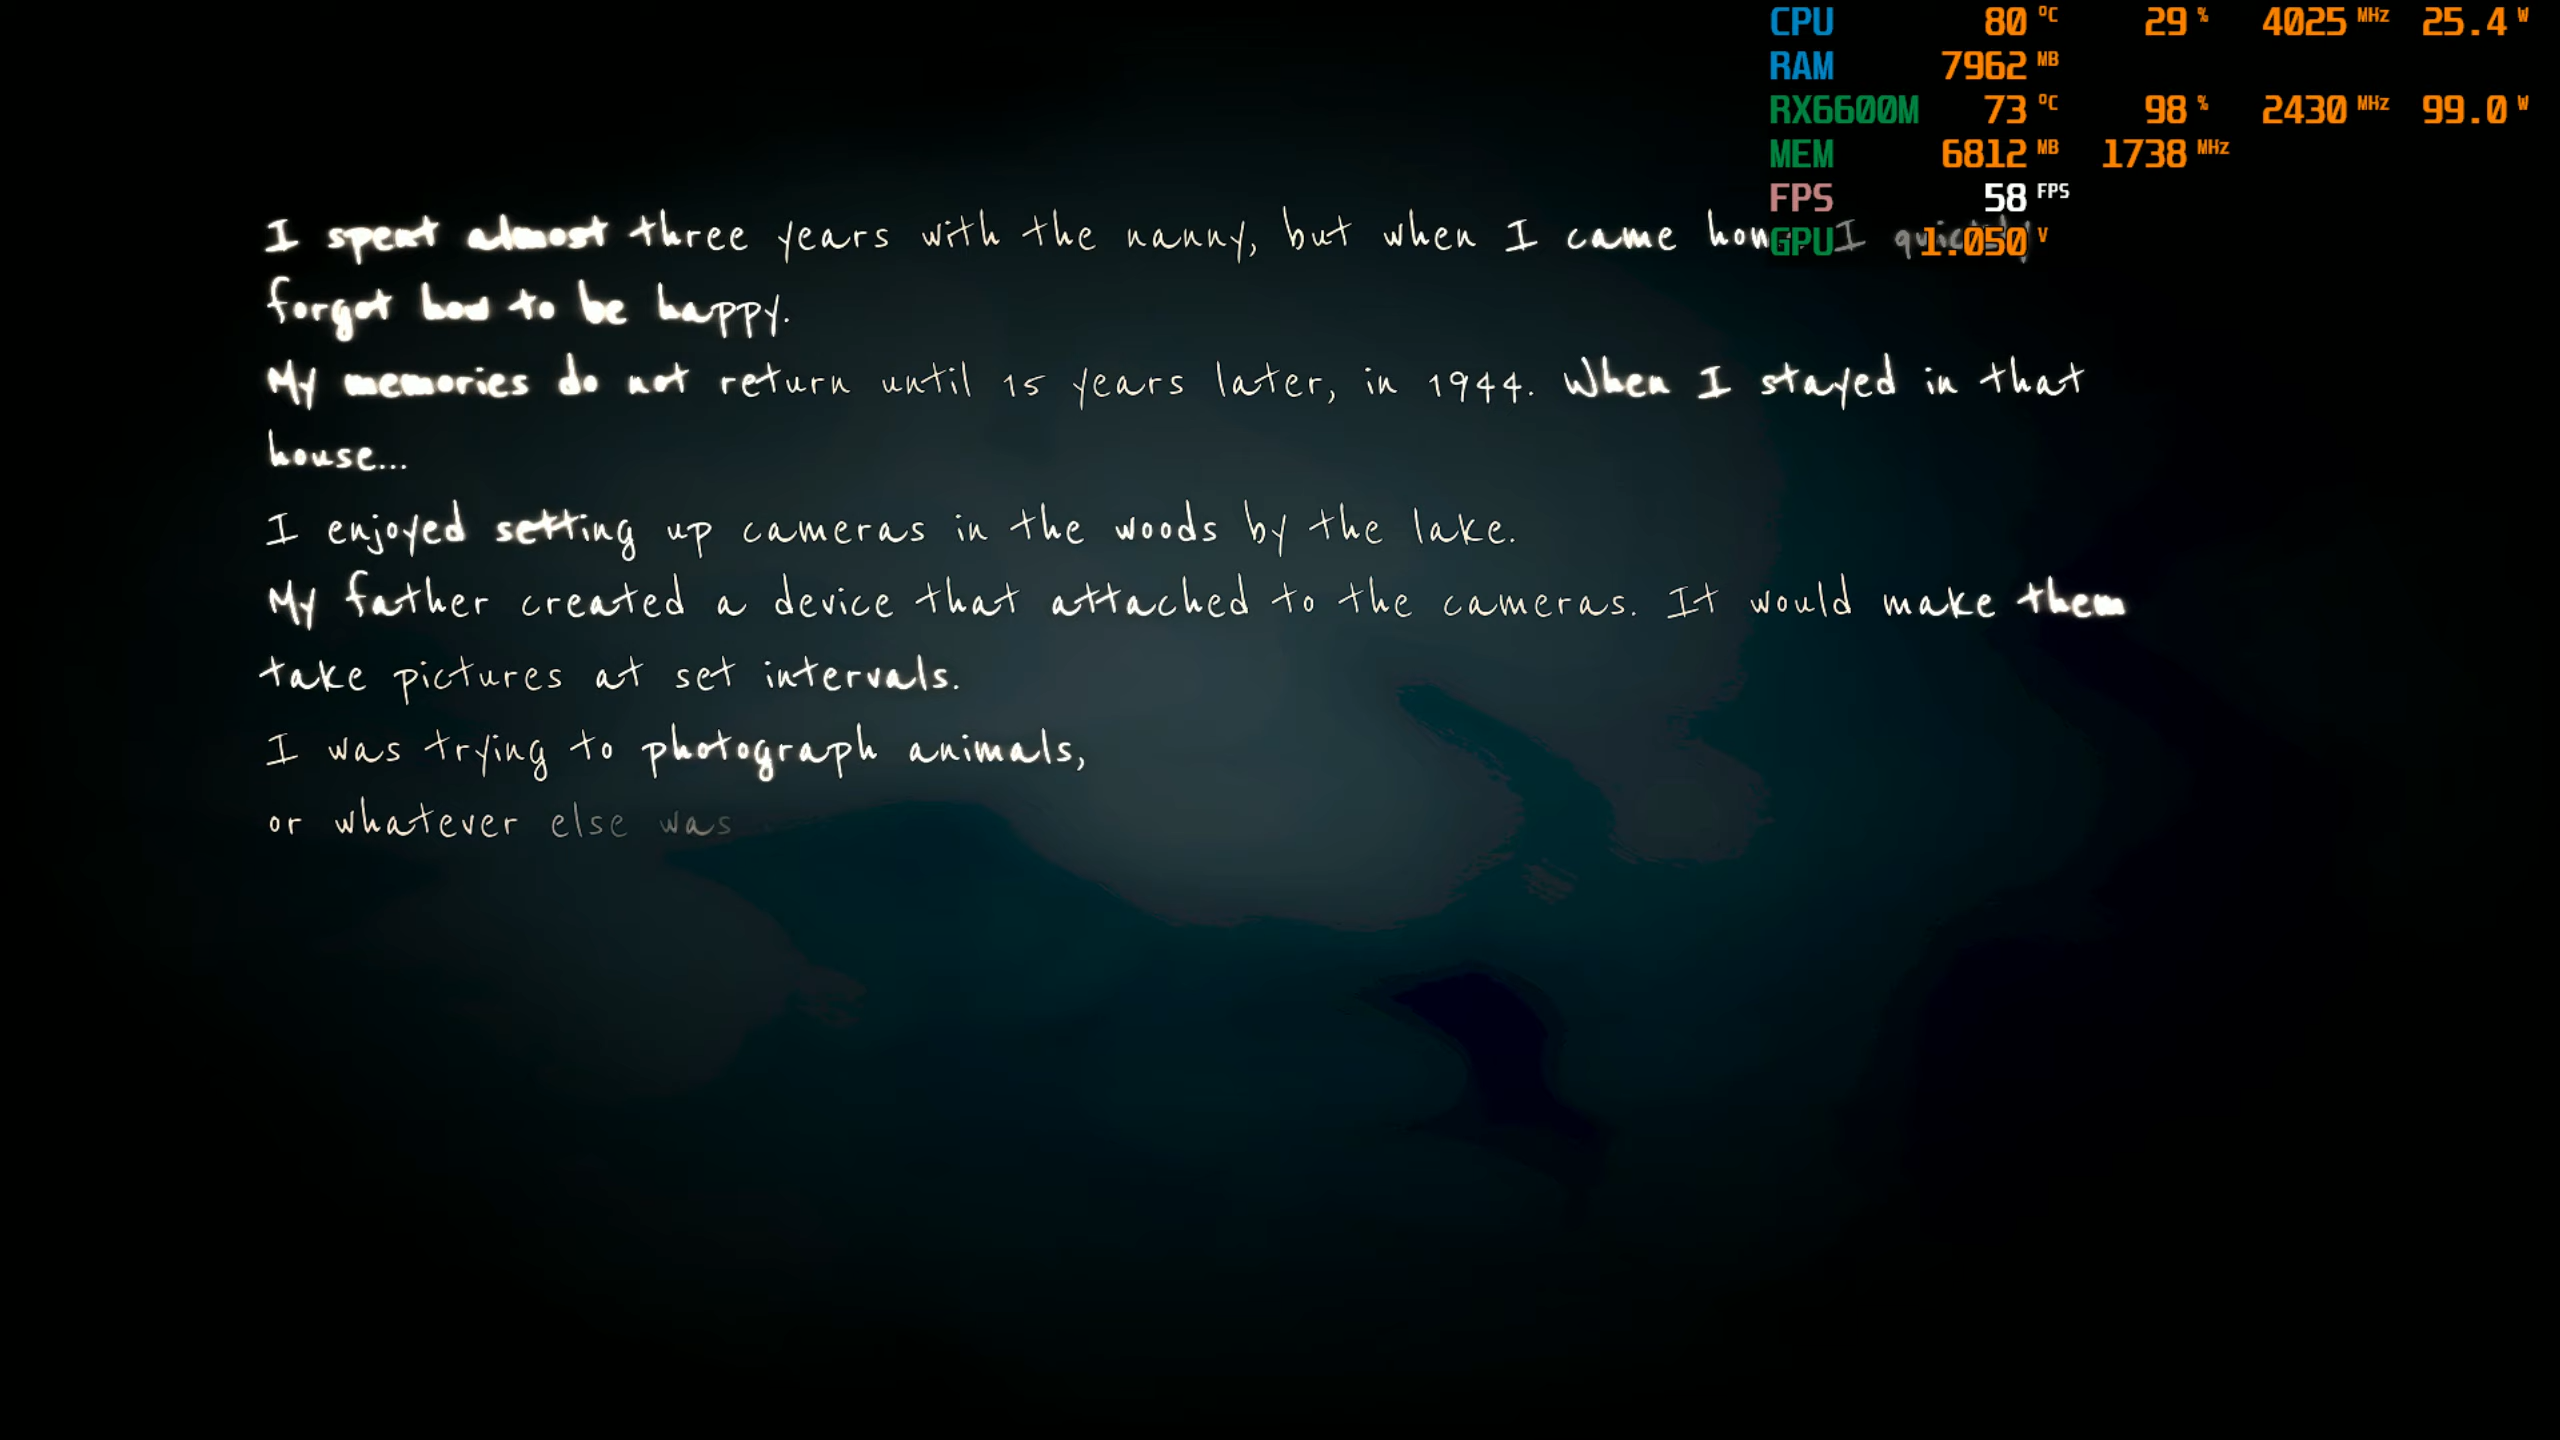 CPU 80 °C 29 % 4025 MHz 25.4 W
RAM 7962 MB
RX6600M 73 °C 98 % 2430 MHz 99.0 W
MEM 6812 MB 1738 MHz
FPS 58 FPS
GPU 1.050 V
I spent almost three years with the nanny, but when I came I
forgot how to be happy.
My memories do not return until 15 years later, in 1944. When I stayed in that
house...
I enjoyed setting up cameras in the woods by the lake.
My father created a device that attached to the cameras. It would make them
take pictures at set intervals.
I was trying to photograph animals,
or whatever else was